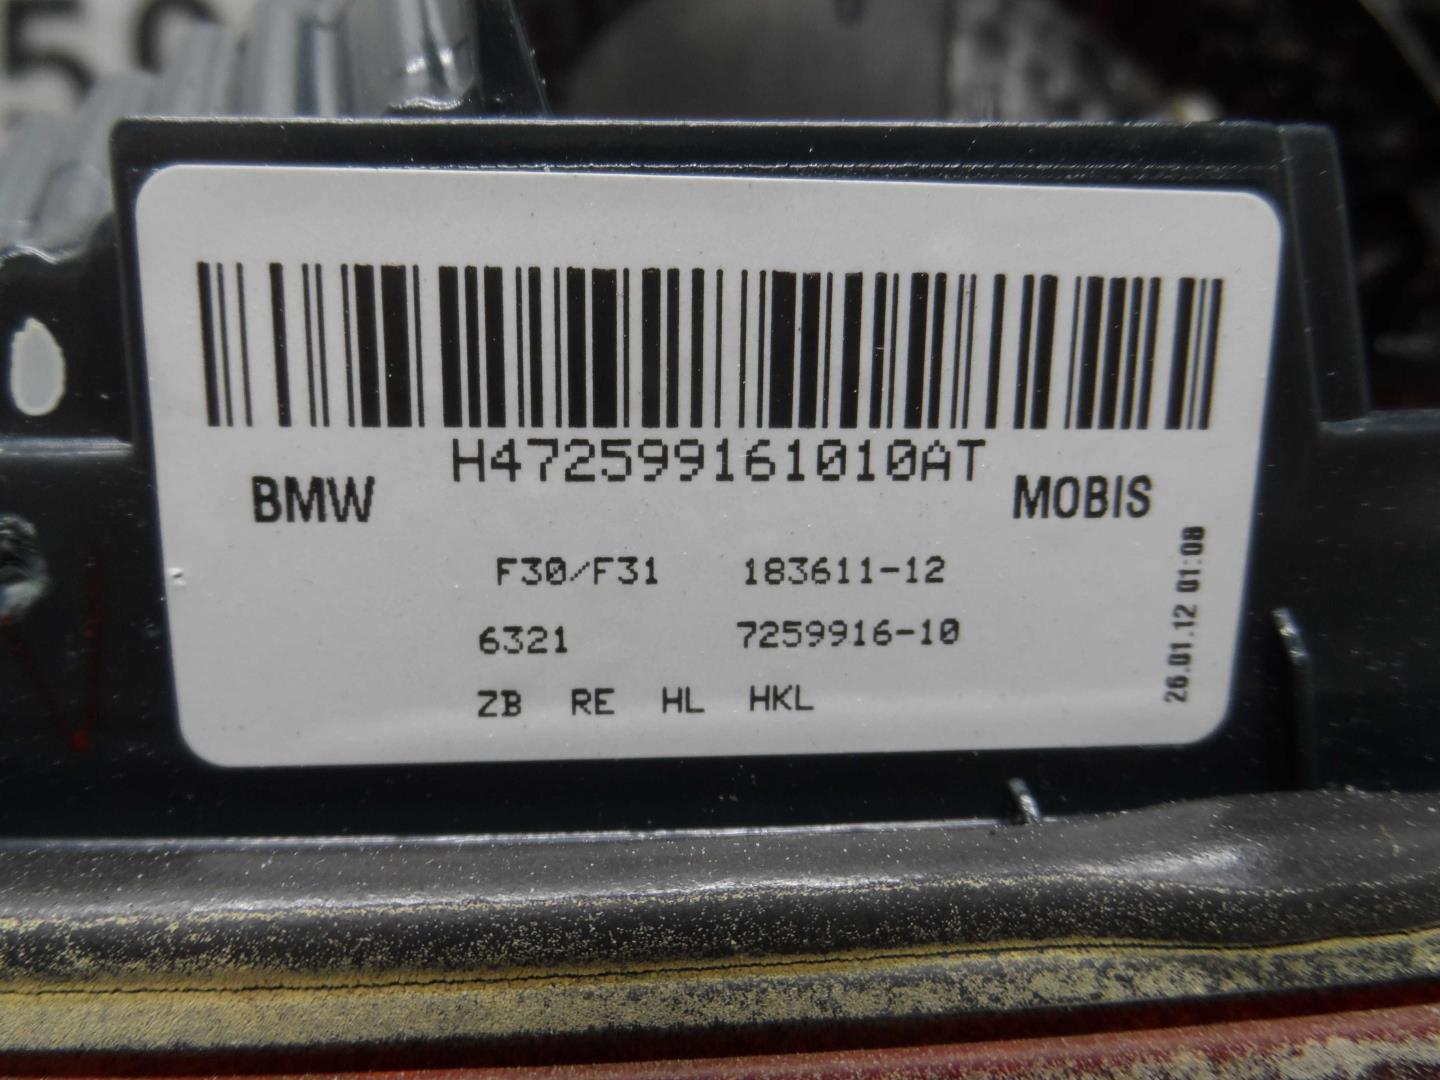 59
H472599161010AT
BMW
MOBIS
F30/F31 183611-12
6321 7259916-10
ZB RE HL HKL
26.01.12 01:08